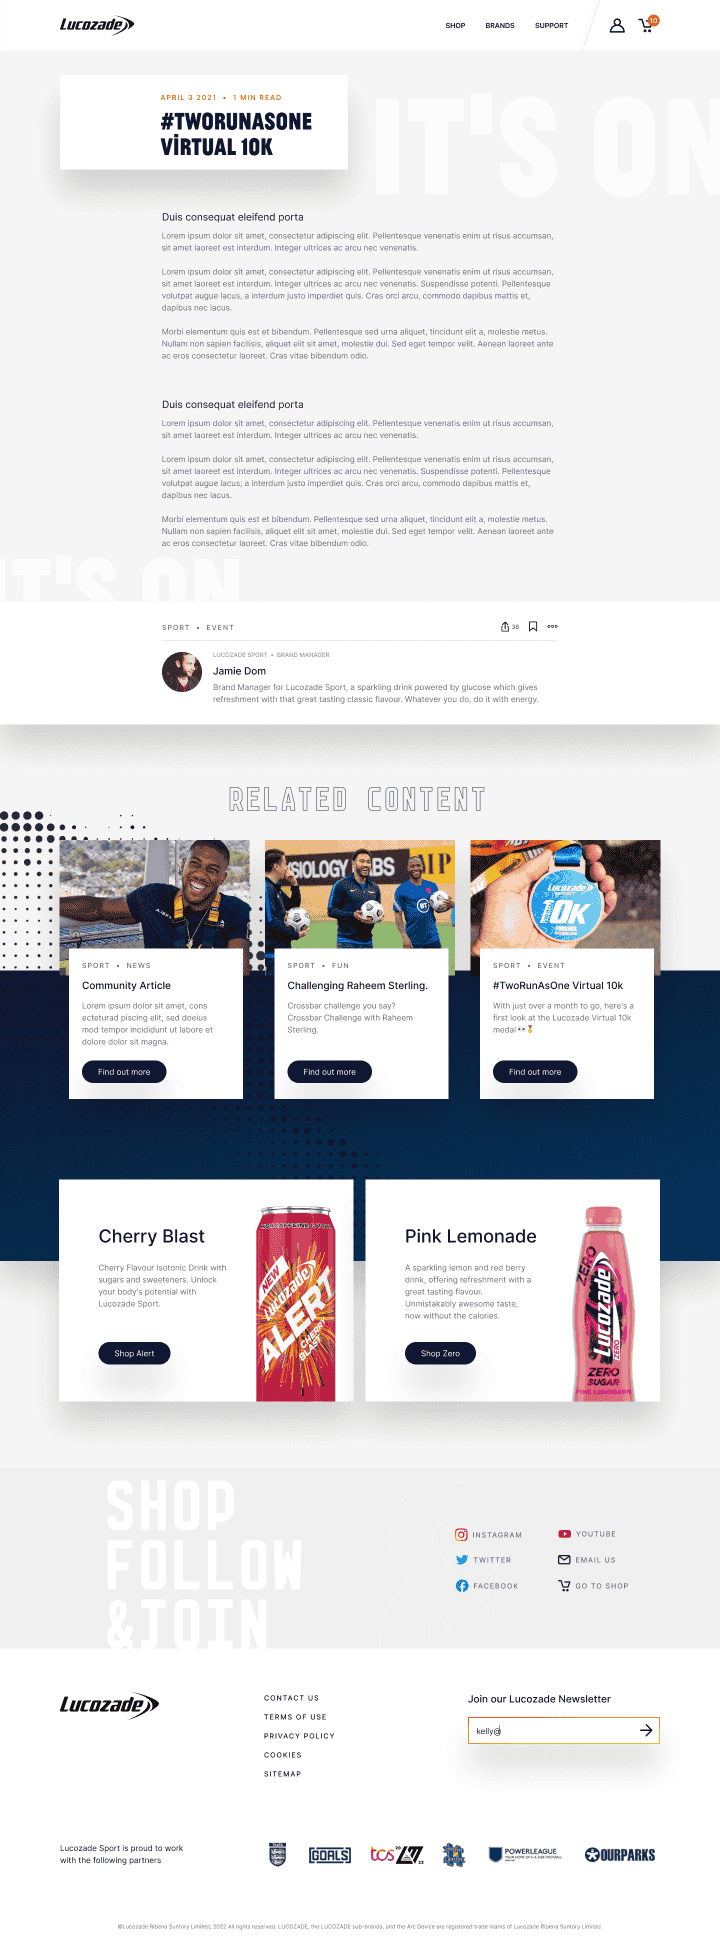 Lucozade
SHOP BRANDS SUPPORT
10
APRIL 3 2021 • 1 MIN READ
#TWORUNASONE
VİRTUAL 10K
IT'S ON
Duis consequat eleifend porta
Lorem ipsum dolor sit amet, consectetur adipiscing elit. Pellentesque venenatis enim ut risus accumsan,
sit amet laoreet est interdum. Integer ultrices ac arcu nec venenatis.
Lorem ipsum dolor sit amet, consectetur adipiscing elit. Pellentesque venenatis enim ut risus accumsan,
sit amet laoreet est interdum. Integer ultrices ac arcu nec venenatis. Suspendisse potenti. Pellentesque
volutpat augue lacus, a interdum justo imperdiet quis. Cras orci arcu, commodo dapibus mattis et,
dapibus nec lacus.
Morbi elementum quis est et bibendum. Pellentesque sed urna aliquet, tincidunt elit a, molestie metus.
Nullam non sapien facilisis, aliquet elit sit amet, molestie dui. Sed eget tempor velit. Aenean laoreet ante
ac eros consectetur laoreet. Cras vitae bibendum odio.
Duis consequat eleifend porta
Lorem ipsum dolor sit amet, consectetur adipiscing elit. Pellentesque venenatis enim ut risus accumsan,
sit amet laoreet est interdum. Integer ultrices ac arcu nec venenatis.
Lorem ipsum dolor sit amet, consectetur adipiscing elit. Pellentesque venenatis enim ut risus accumsan,
sit amet laoreet est interdum. Integer ultrices ac arcu nec venenatis. Suspendisse potenti. Pellentesque
volutpat augue lacus, a interdum justo imperdiet quis. Cras orci arcu, commodo dapibus mattis et,
dapibus nec lacus.
Morbi elementum quis est et bibendum. Pellentesque sed urna aliquet, tincidunt elit a, molestie metus.
Nullam non sapien facilisis, aliquet elit sit amet, molestie dui. Sed eget tempor velit. Aenean laoreet ante
ac eros consectetur laoreet. Cras vitae bibendum odio.
IT'S ON
SPORT • EVENT
38
LUCOZADE SPORT • BRAND MANAGER
Jamie Dom
Brand Manager for Lucozade Sport, a sparkling drink powered by glucose which gives
refreshment with that great tasting classic flavour. Whatever you do, do it with energy.
RELATED CONTENT
SPORT • NEWS
Community Article
Lorem ipsum dolor sit amet, cons
ecteturad piscing elit, sed doeius
mod tempor incididunt ut labore et
dolore dolor sit magna.
Find out more
SIOLOGY
BS
MP
BT
SPORT • FUN
Challenging Raheem Sterling.
Crossbar challenge you say?
Crossbar Challenge with Raheem
Sterling.
Find out more
Lucozade
VIRTUAL
10K
FINISHER
SPORT • EVENT
#TwoRunAsOne Virtual 10k
With just over a month to go, here's a
first look at the Lucozade Virtual 10k
medal 👀🏅
Find out more
Cherry Blast
Cherry Flavour Isotonic Drink with
sugars and sweeteners. Unlock
your body's potential with
Lucozade Sport.
Shop Alert
NEW
Lucozade
ALERT
CHERRY
BLAST
Pink Lemonade
A sparkling lemon and red berry
drink, offering refreshment with a
great tasting flavour.
Unmistakably awesome taste,
now without the calories.
Shop Zero
ZERO
Lucozade
ZERO
ZERO
SUGAR
PINK LEMONADE
SHOP
FOLLOW
&JOIN
&
INSTAGRAM
YOUTUBE
TWITTER
EMAIL US
FACEBOOK
GO TO SHOP
Lucozade
CONTACT US
TERMS OF USE
PRIVACY POLICY
COOKIES
SITEMAP
Join our Lucozade Newsletter
kelly@
Lucozade Sport is proud to work
with the following partners
GOALS
tcs
POWERLEAGUE
OURPARKS
©Lucozade Ribena Suntory Limited, 2022 All rights reserved. LUCOZADE, the LUCOZADE sub-brands, and the Arc Device are registered trade marks of Lucozade Ribena Suntory Limited.